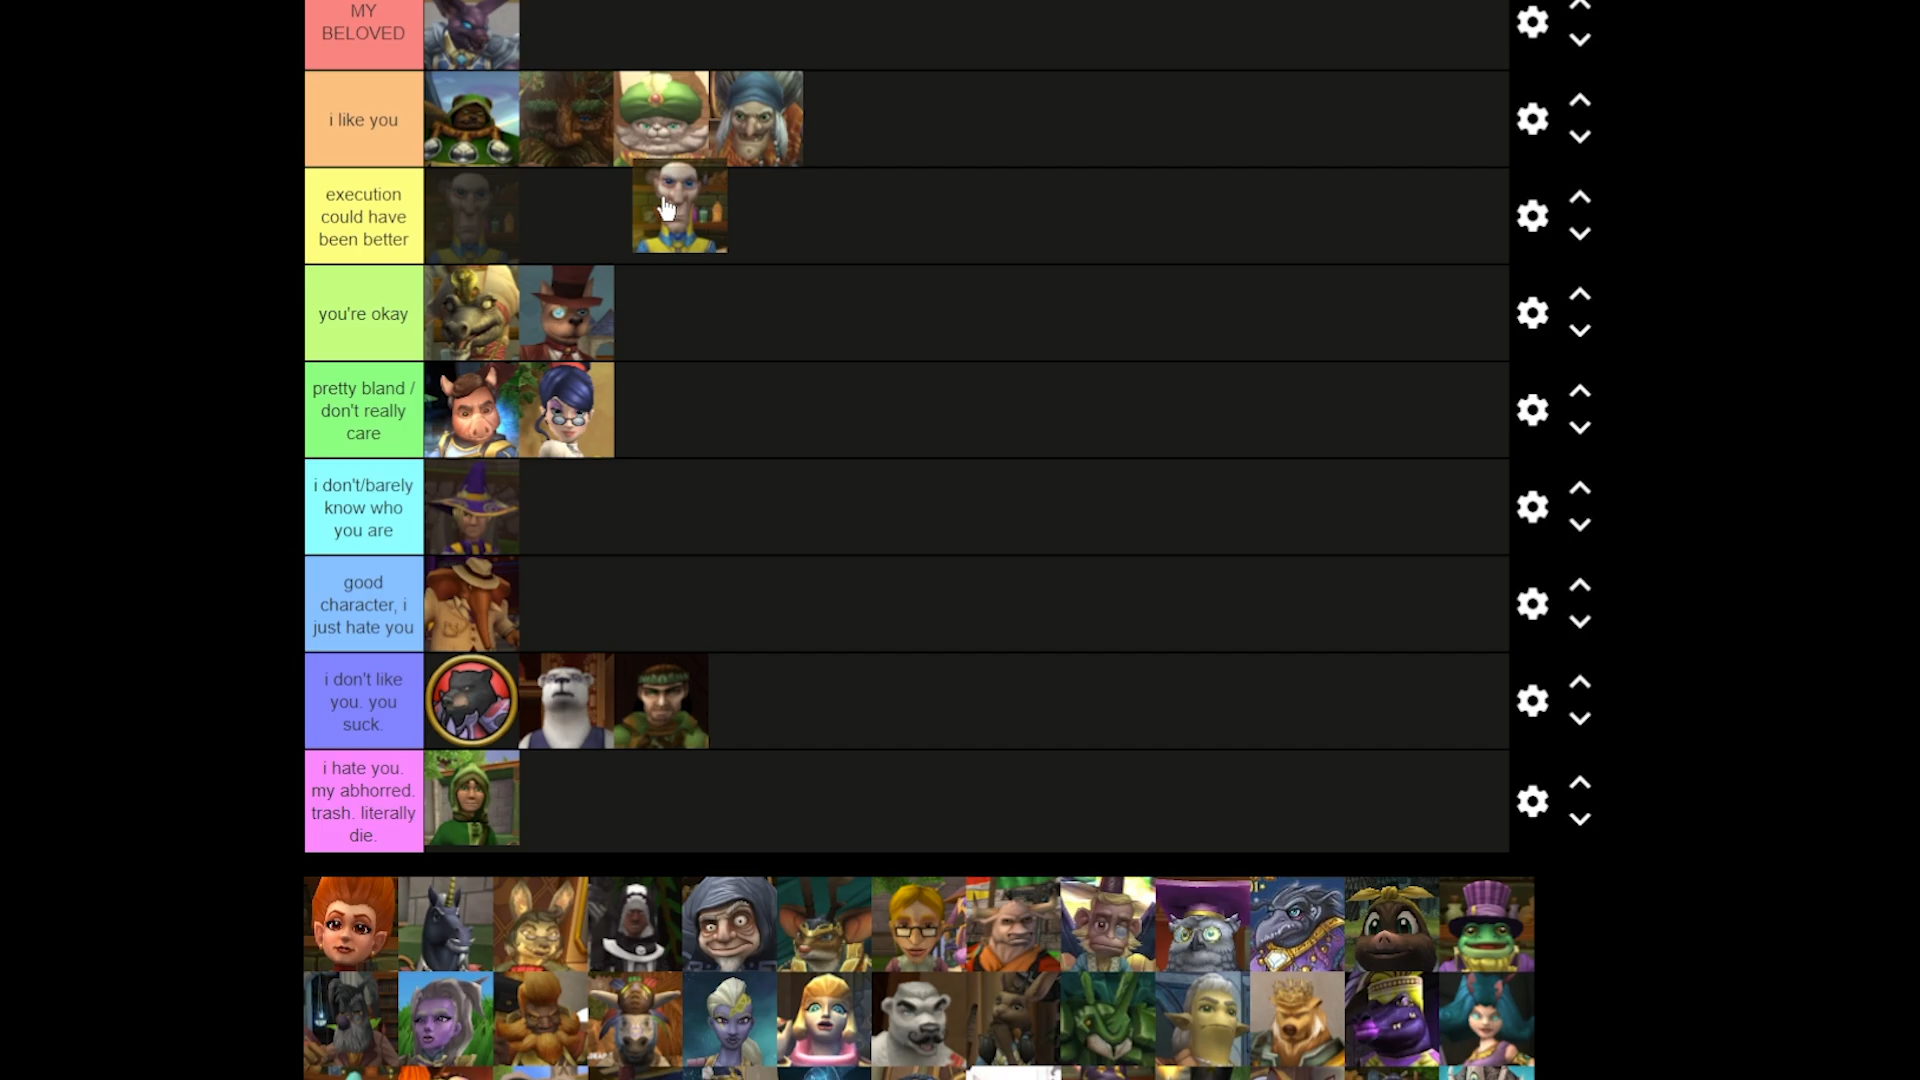 MY
BELOVED
i like you
execution
could have
been better
you're okay
pretty bland /
don't really
care
i don't/barely
know who
you are
good
character, i
just hate you
i don't like
you. you
suck.
i hate you.
my abhorred.
trash. literally
die.